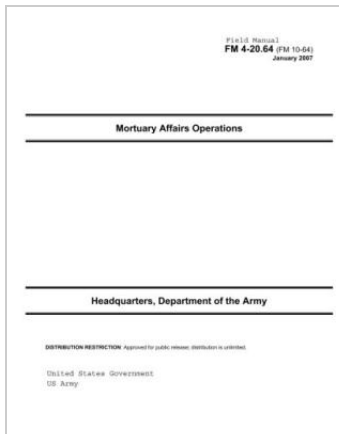 Field Manual
FM 4-20.64 (FM 10-64)
January 2007
Mortuary Affairs Operations
Headquarters, Department of the Army
DISTRIBUTION RESTRICTION: Approved for public release; distribution is unlimited.
United States Government
US Army